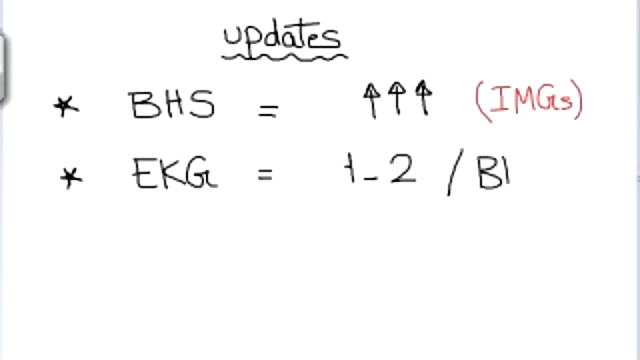 updates
* BHS = ↑↑↑ (IMGs)
* EKG = 1-2 / Bl